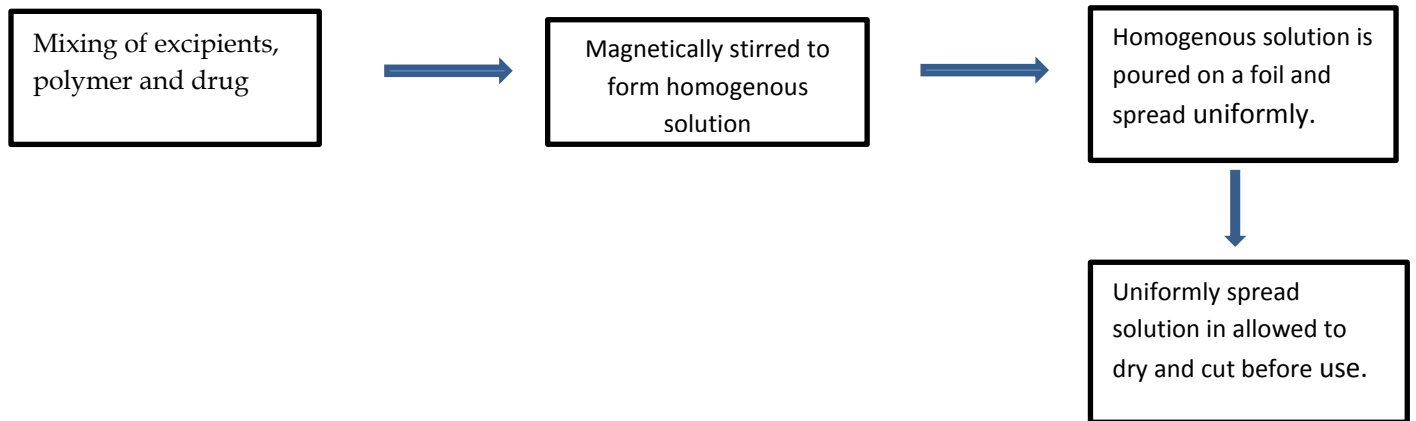 Mixing of excipients,
polymer and drug
Magnetically stirred to
form homogenous
solution
Homogenous solution is
poured on a foil and
spread uniformly.
Uniformly spread
solution in allowed to
dry and cut before use.